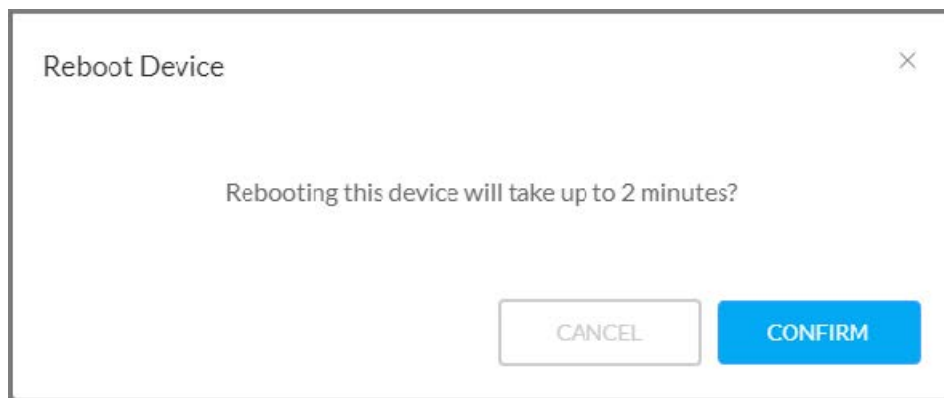 Reboot Device
Rebooting this device will take up to 2 minutes?
CANCEL
CONFIRM